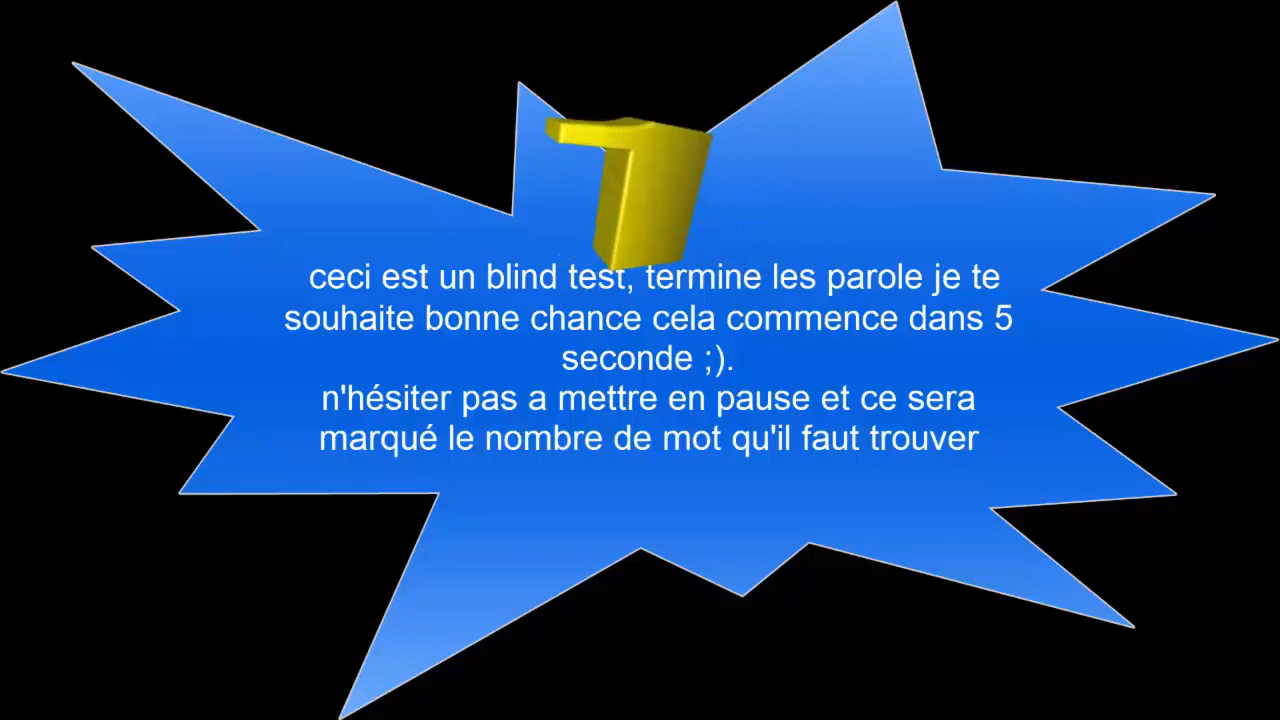 ceci est un blind test, termine les parole je te
souhaite bonne chance cela commence dans 5
seconde ;).
n'hésiter pas a mettre en pause et ce sera
marqué le nombre de mot qu'il faut trouver